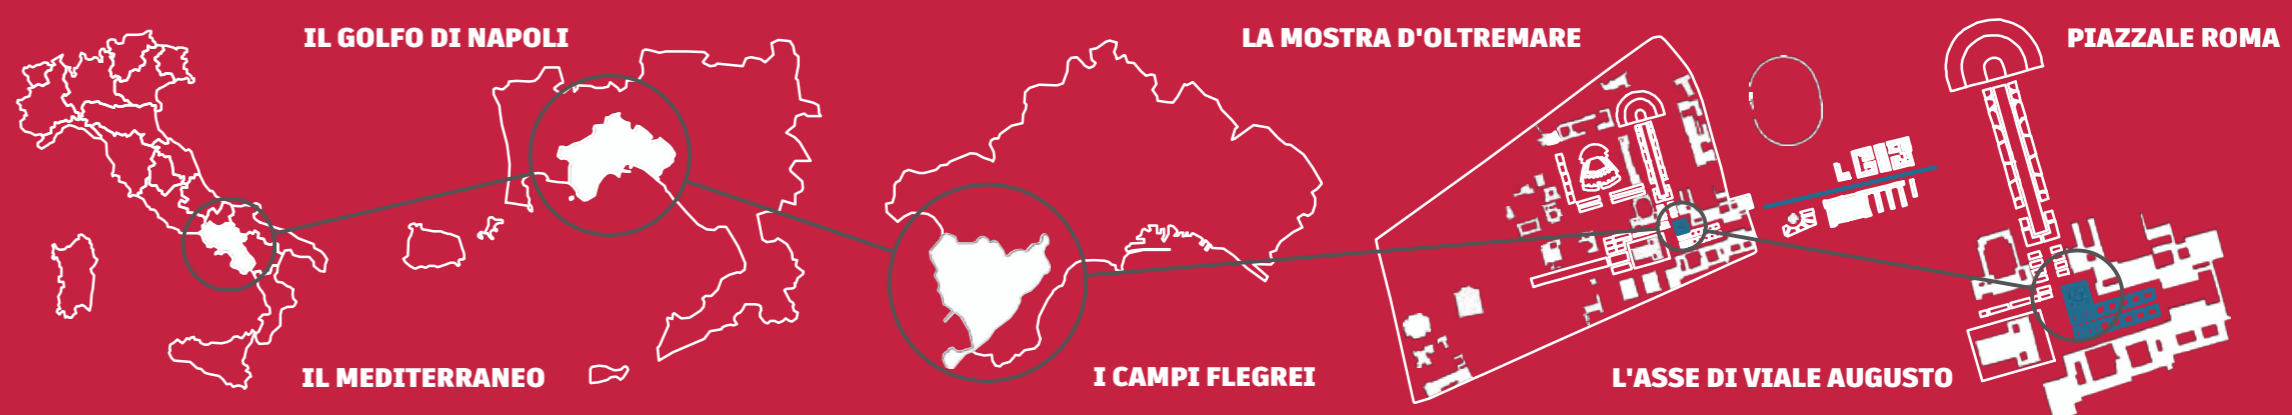 IL GOLFO DI NAPOLI
LA MOSTRA D'OLTREMARE
PIAZZALE ROMA
IL MEDITERRANEO
I CAMPI FLEGREI
L'ASSE DI VIALE AUGUSTO